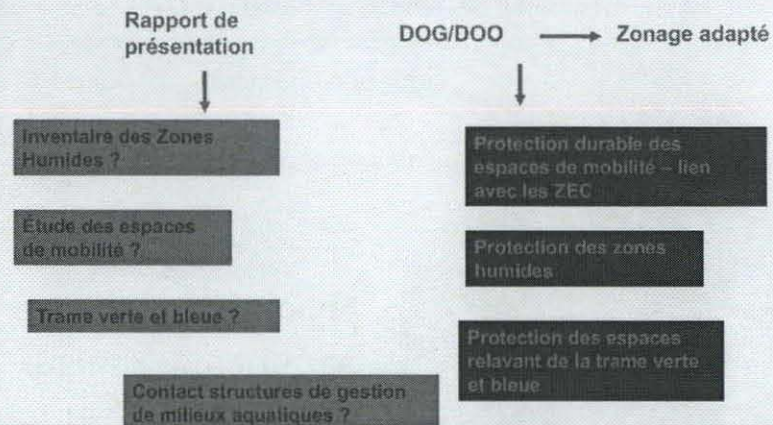 Rapport de
présentation
DOG/DOO
Zonage adapté
Inventaire des Zones
Humides ?
Étude des espaces
de mobilité ?
Trame verte et bleue ?
Contact structures de gestion
de milieux aquatiques ?
Protection durable des
espaces de mobilité – lien
avec les ZEC
Protection des zones
humides
Protection des espaces
relavant de la trame verte
et bleue